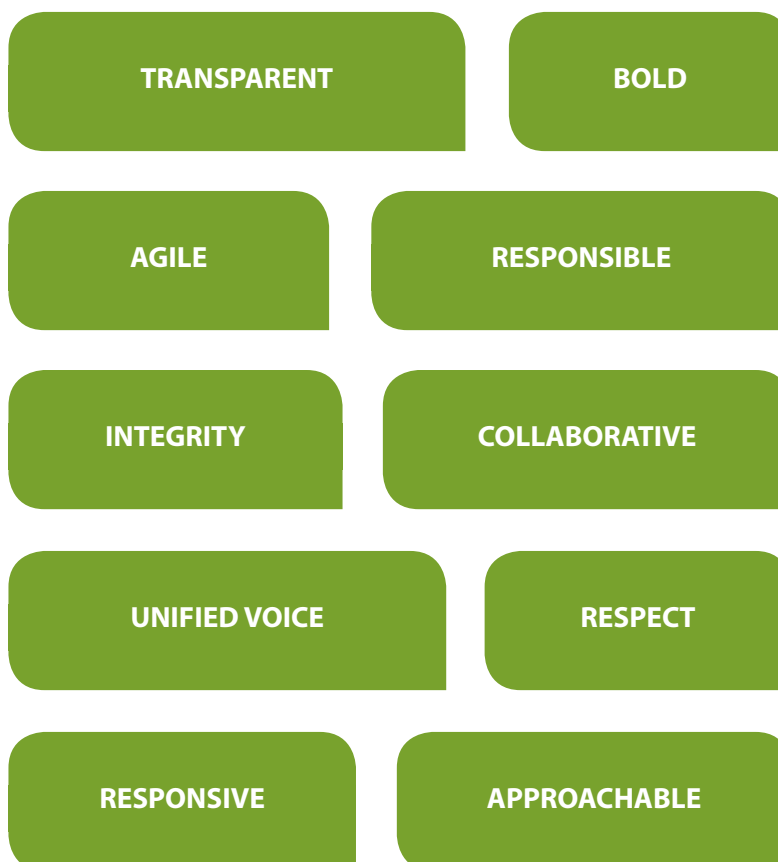 TRANSPARENT
BOLD
AGILE
RESPONSIBLE
INTEGRITY
COLLABORATIVE
UNIFIED VOICE
RESPECT
RESPONSIVE
APPROACHABLE